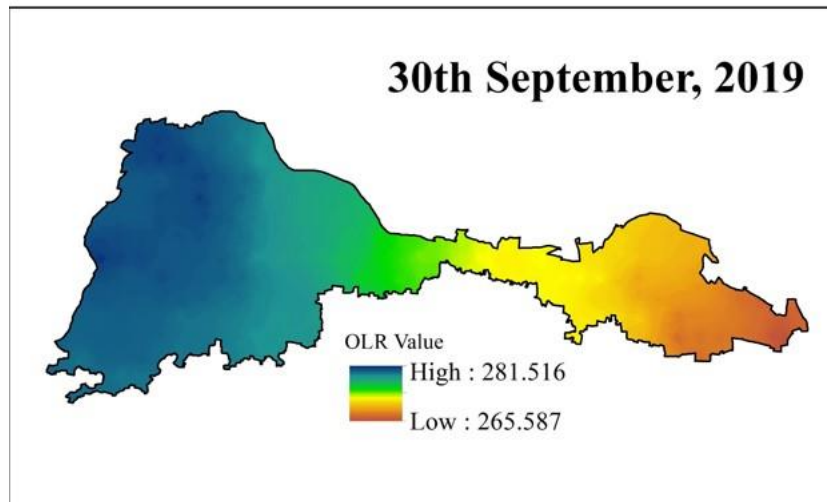 30th September, 2019
OLR Value
High : 281.516
Low : 265.587